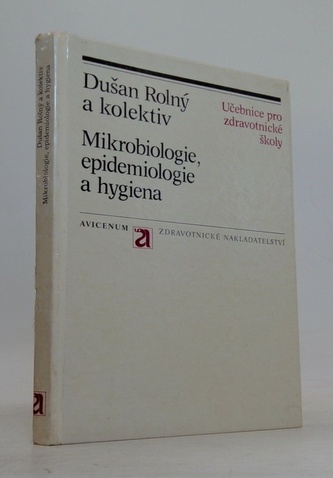 Dušan Rolný a kolektiv
Mikrobiologie, epidemiologie a hygiena
a
Dušan Rolný
a kolektiv
Učebnice pro
zdravotnické
školy
Mikrobiologie,
epidemiologie
a hygiena
AVICENUM a ZDRAVOTNICKÉ NAKLADATELSTVÍ